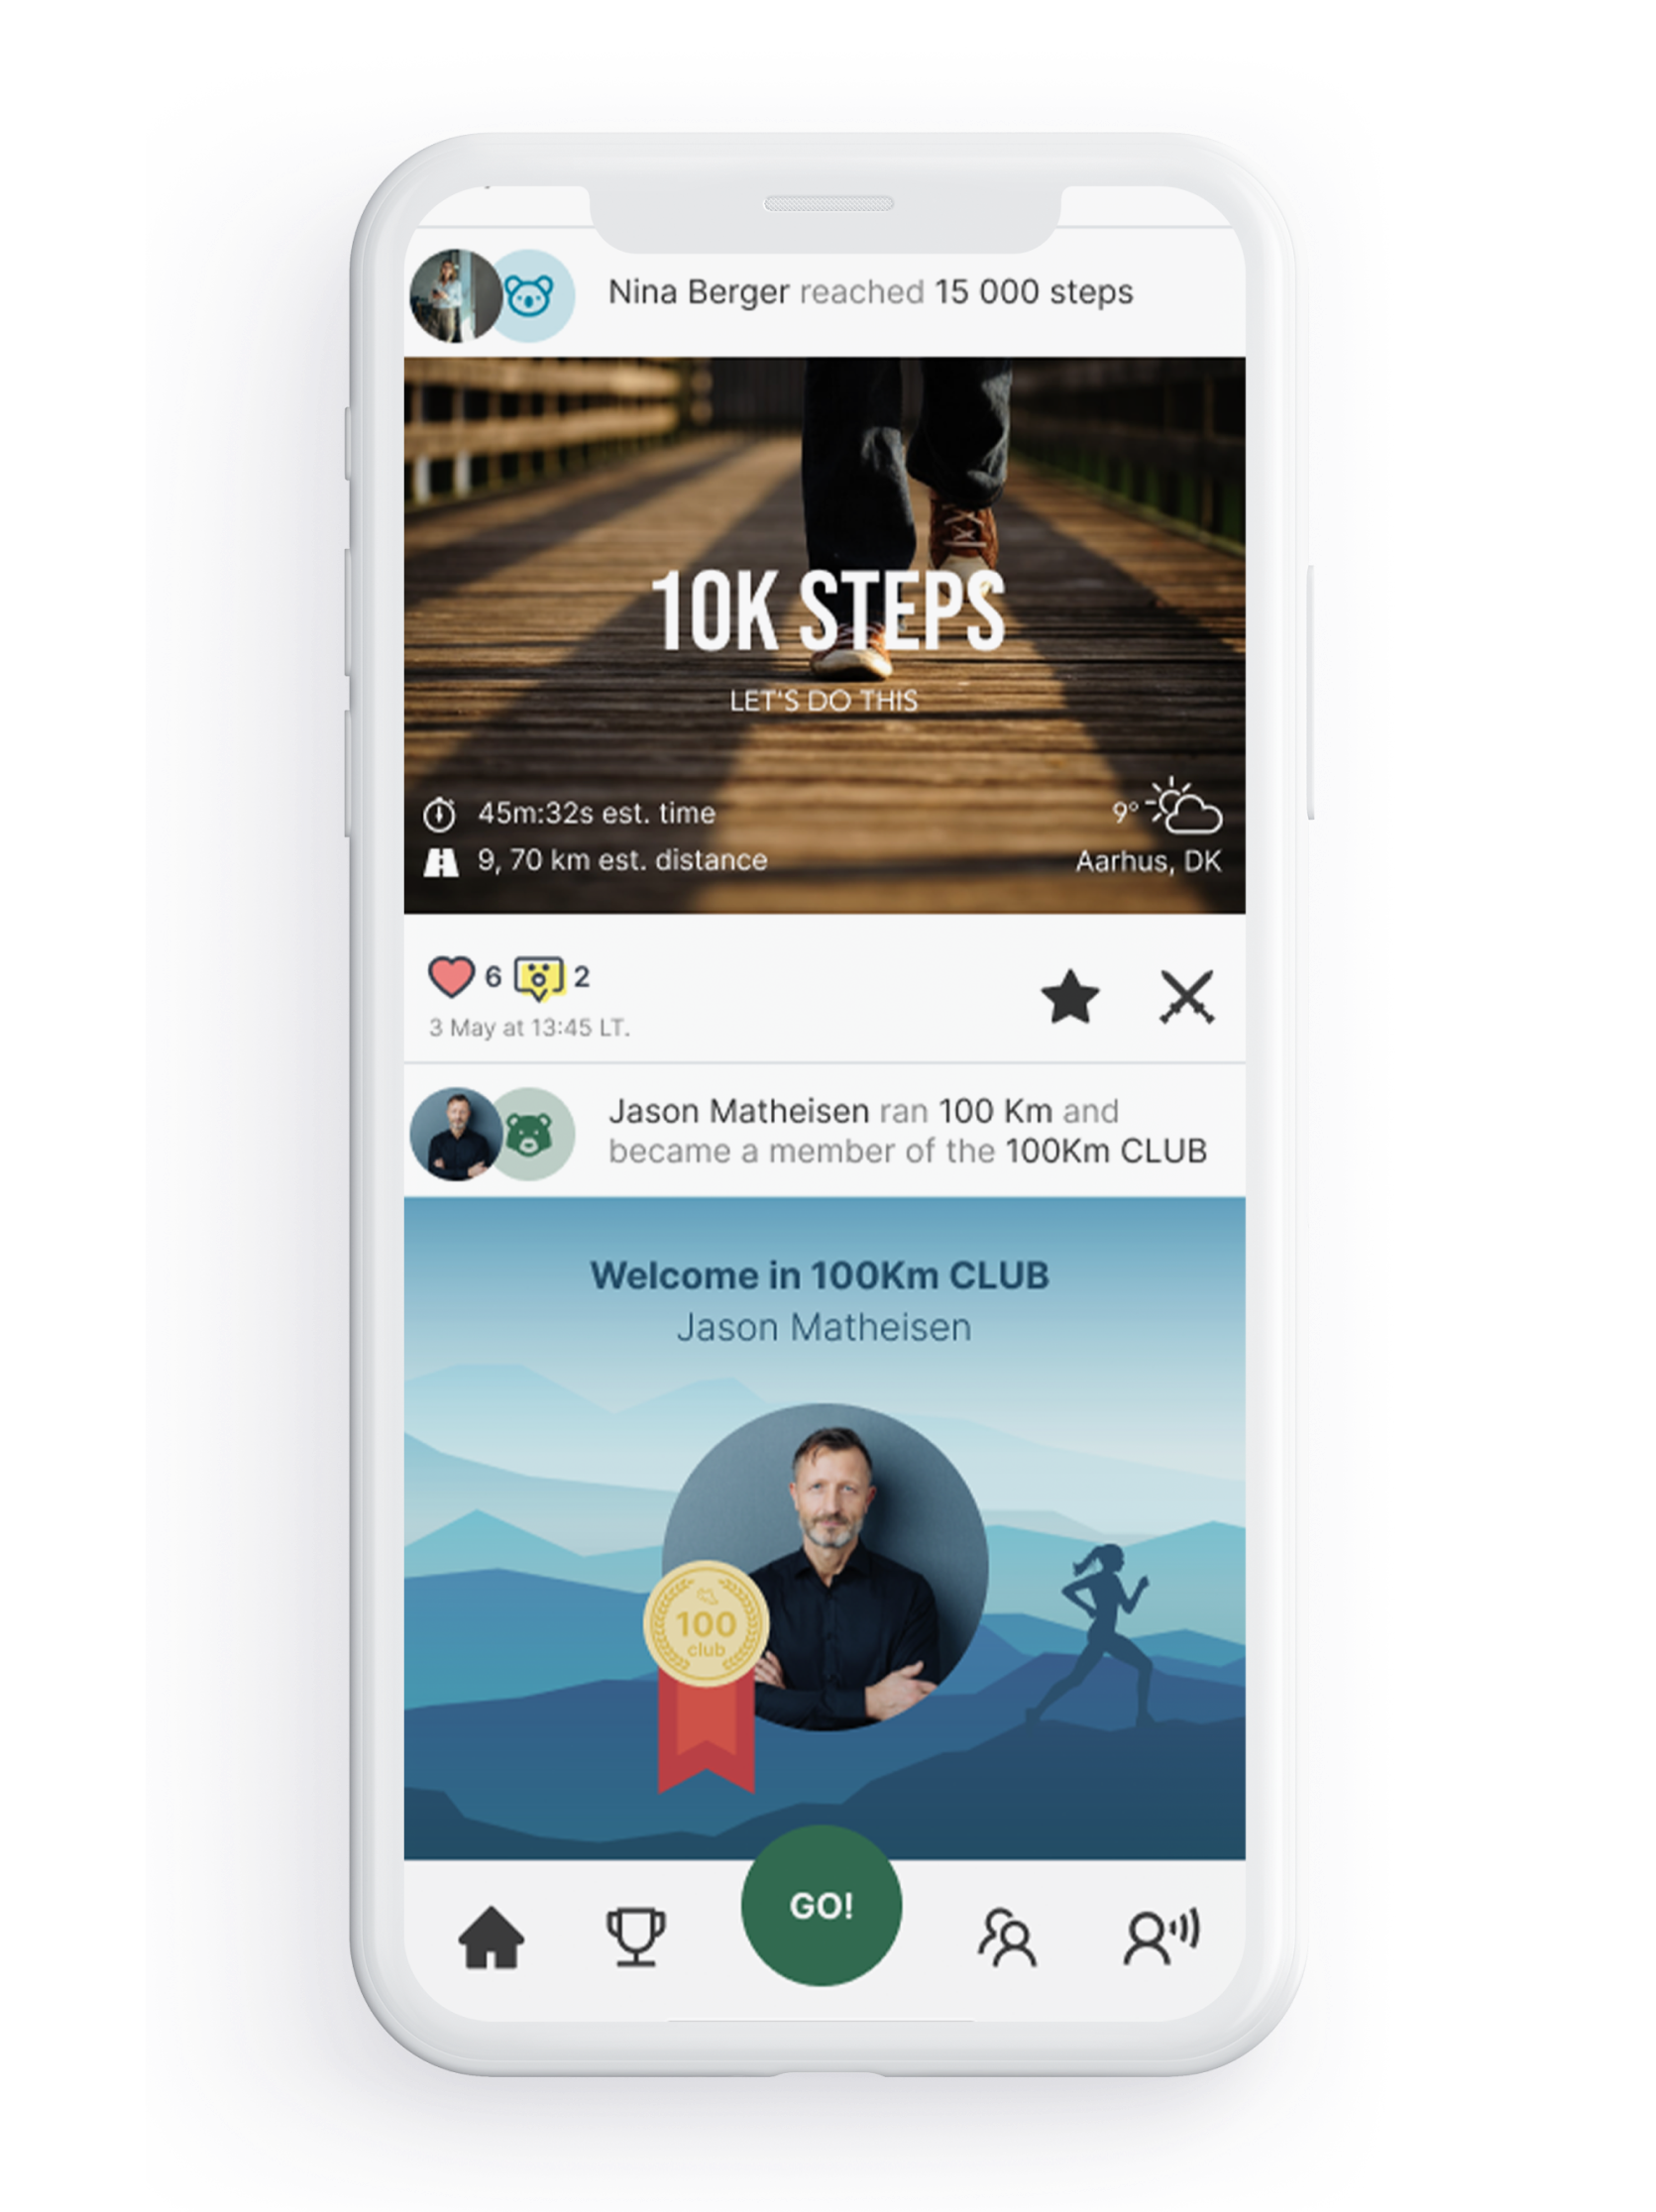 Nina Berger reached 15 000 steps
10K STEPS
LET'S DO THIS
45m:32s est. time
9, 70 km est. distance
9°
Aarhus, DK
6
2
3 May at 13:45 LT.
Jason Matheisen ran 100 Km and
became a member of the 100Km CLUB
Welcome in 100Km CLUB
Jason Matheisen
100
club
GO!